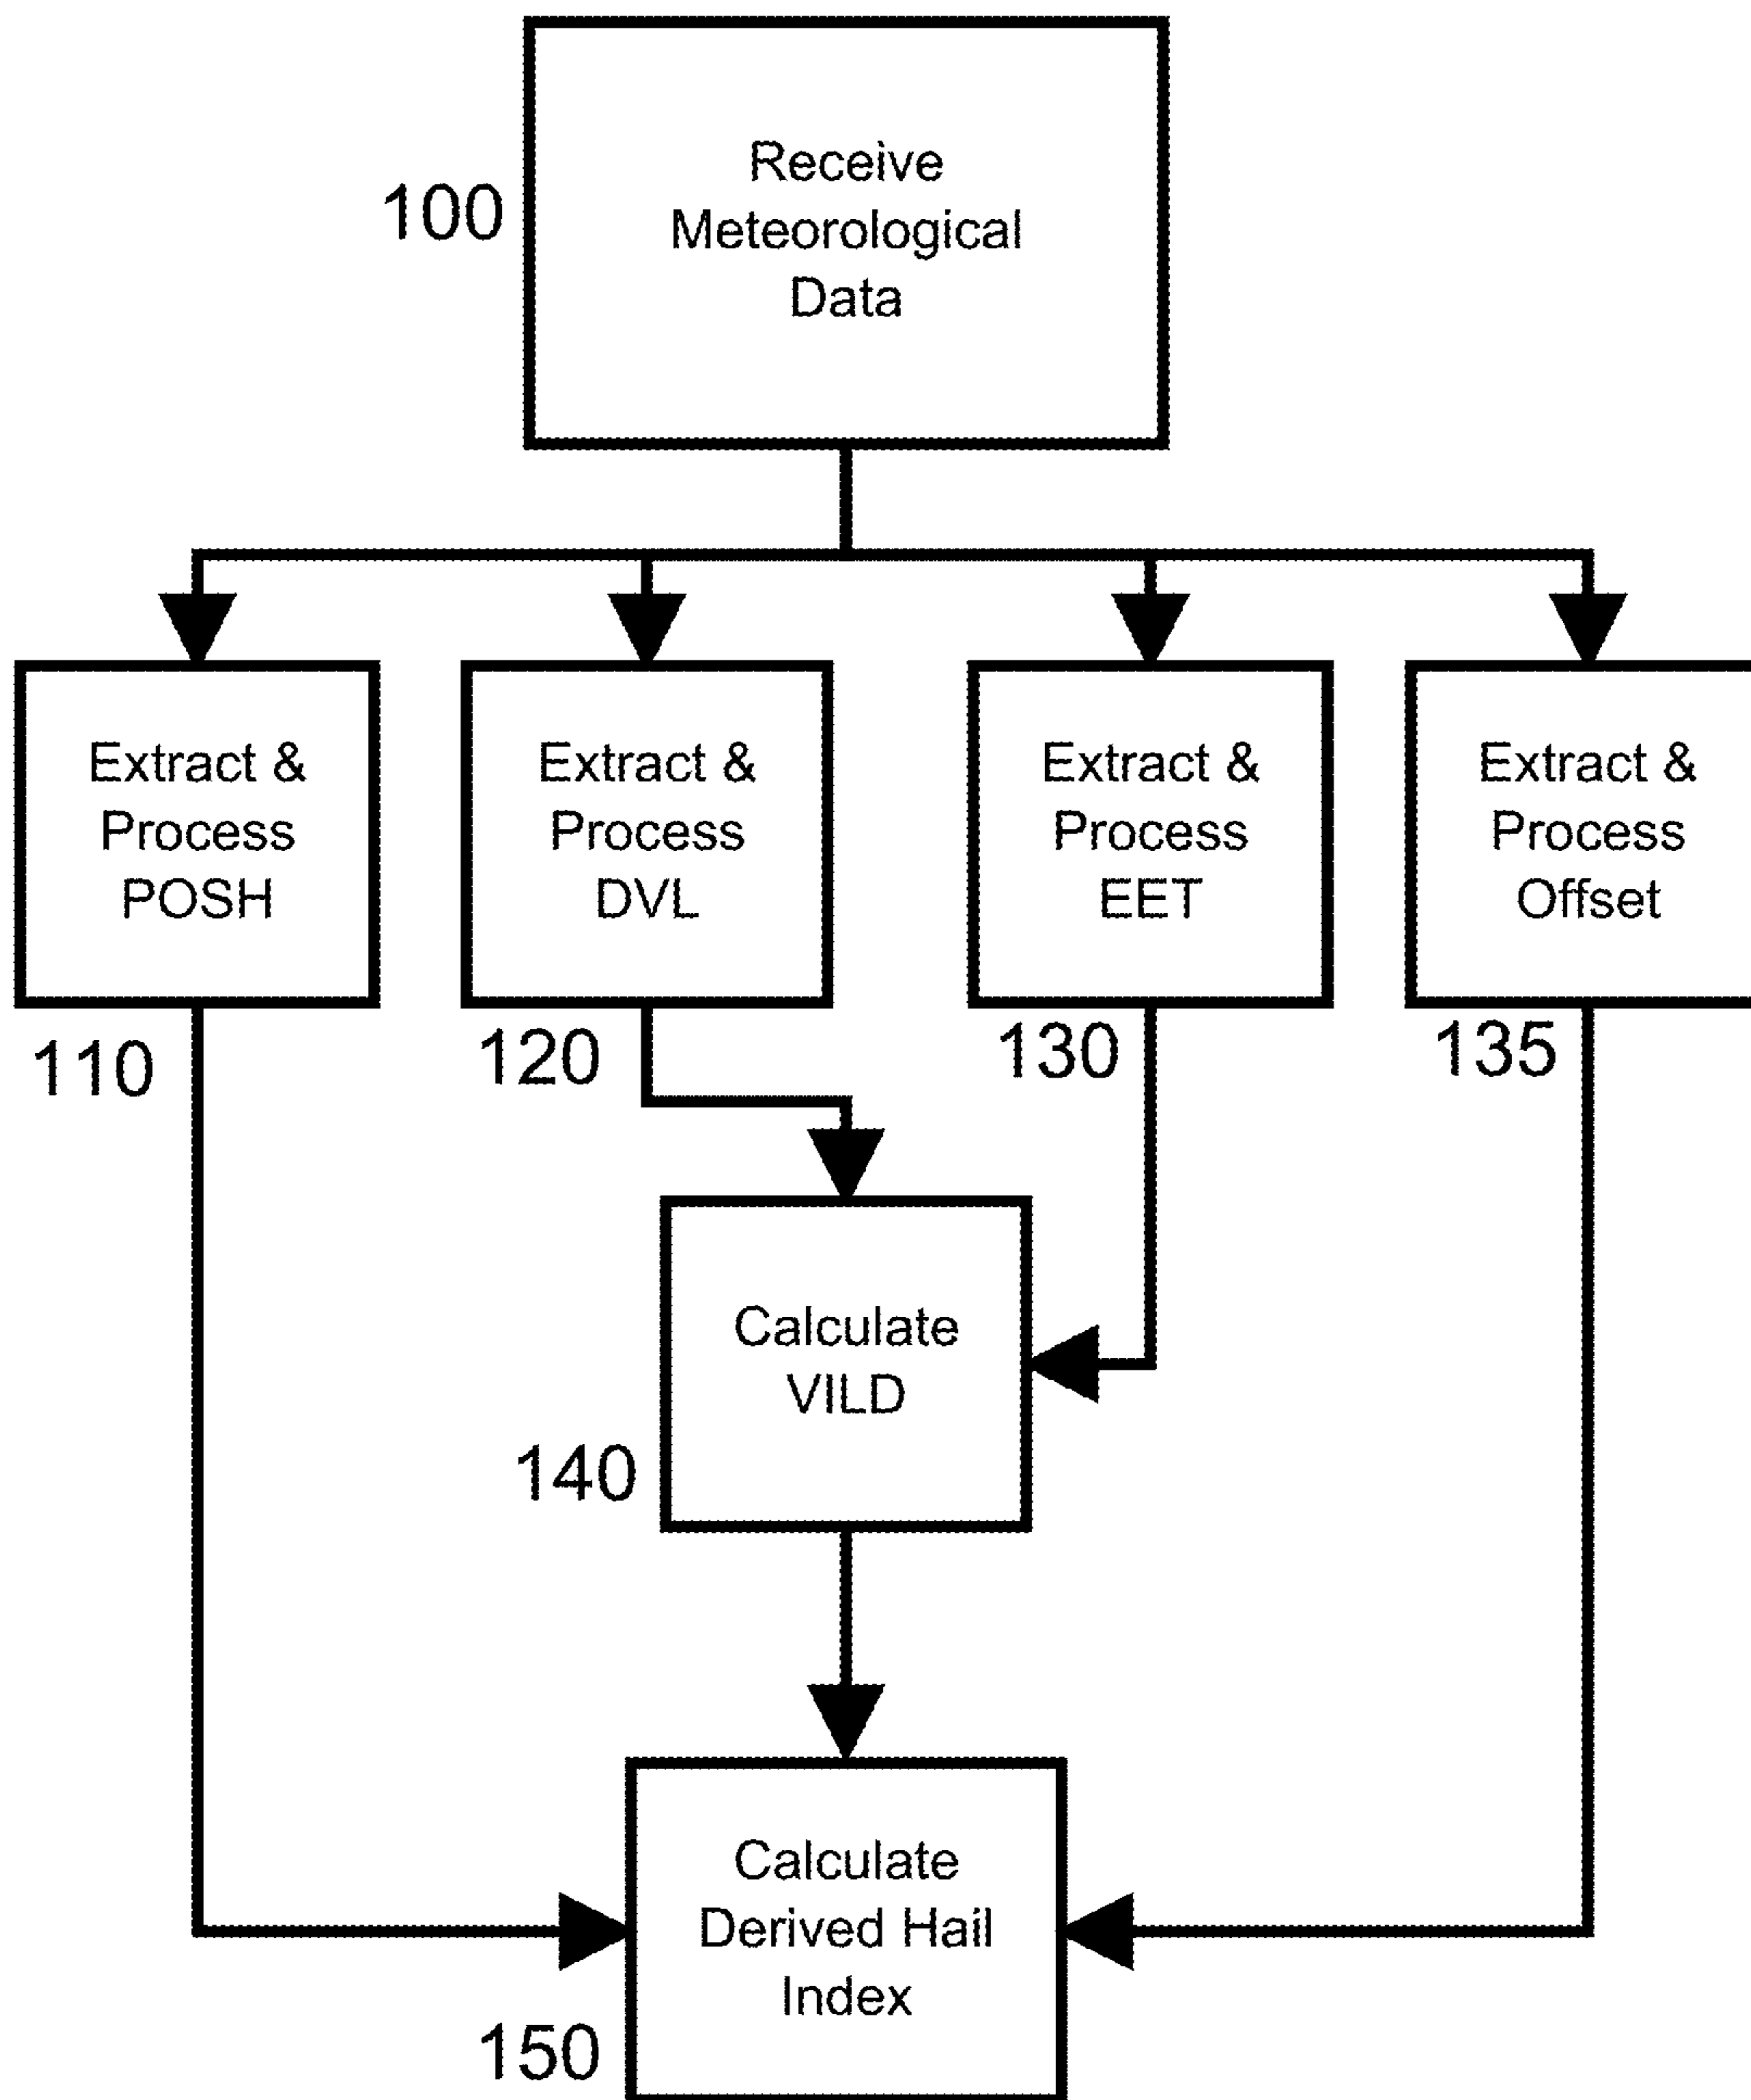 Receive
Meteorological
Data
100
Extract &
Process
POSH
110
Extract &
Process
DVL
120
Extract &
Process
EET
130
Extract &
Process
Offset
135
Calculate
VILD
140
Calculate
Derived Hail
Index
150